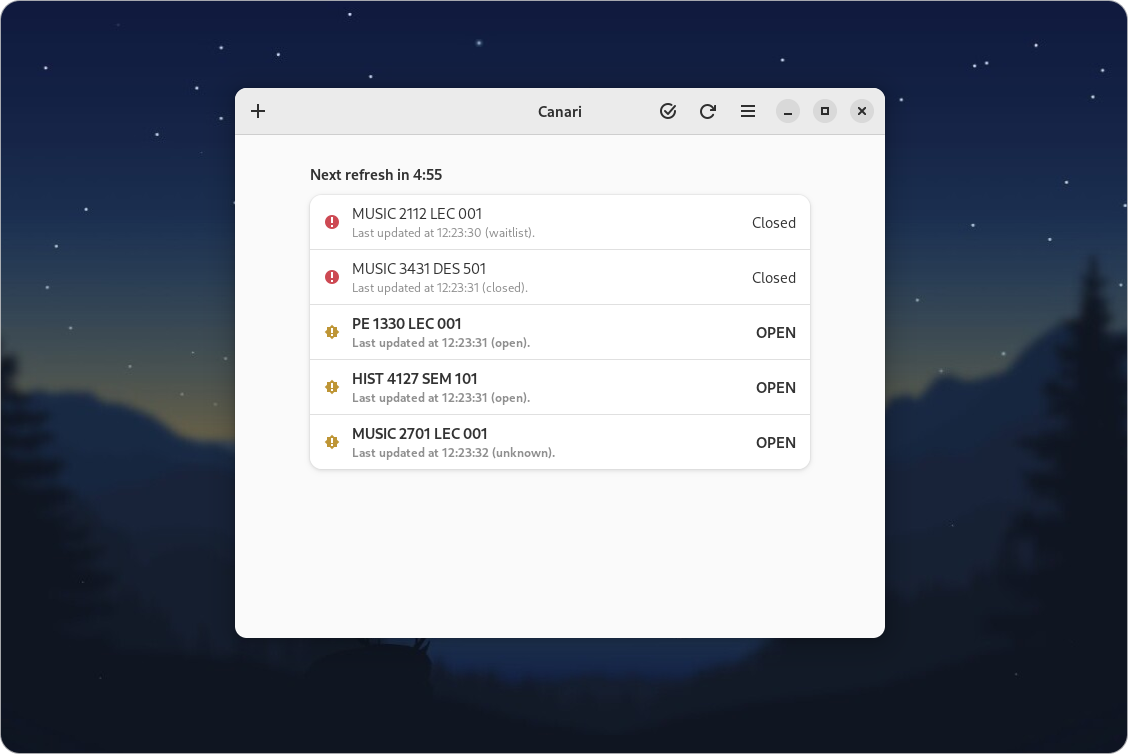 Canari
Next refresh in 4:55
MUSIC 2112 LEC 001
Last updated at 12:23:30 (waitlist).
Closed
MUSIC 3431 DES 501
Last updated at 12:23:31 (closed).
Closed
PE 1330 LEC 001
Last updated at 12:23:31 (open).
OPEN
HIST 4127 SEM 101
Last updated at 12:23:31 (open).
OPEN
MUSIC 2701 LEC 001
Last updated at 12:23:32 (unknown).
OPEN